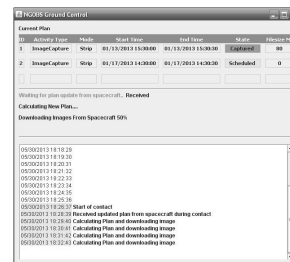 NGOBS Ground Control
Current Plan
ID Activity Type Mode Start Time End Time State Filesize M
1 ImageCapture Strip 01/13/2013 15:30:00 01/13/2013 15:30:30 Captured 80
2 ImageCapture Strip 01/17/2013 14:30:00 01/17/2013 14:30:00 Scheduled 0
Waiting for plan update from spacecraft... Received
Calculating New Plan....
Downloading Images From Spacecraft 50%
05/30/2013 18:18:29
05/30/2013 18:19:30
05/30/2013 18:20:31
05/30/2013 18:21:32
05/30/2013 18:22:33
05/30/2013 18:23:34
05/30/2013 18:24:35
05/30/2013 18:25:36
05/30/2013 18:26:37 Start of contact
05/30/2013 18:28:39 Received updated plan from spacecraft during contact
05/30/2013 18:29:40 Calculating Plan and downloading image
05/30/2013 18:30:41 Calculating Plan and downloading image
05/30/2013 18:31:42 Calculating Plan and downloading image
05/30/2013 18:32:43 Calculating Plan and downloading image